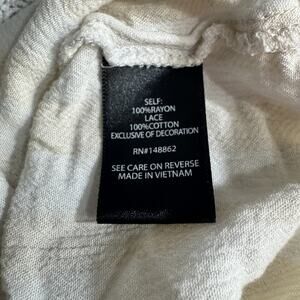 SELF:
100%RAYON
LACE
100%COTTON
EXCLUSIVE OF DECORATION
RN#148862
SEE CARE ON REVERSE
MADE IN VIETNAM